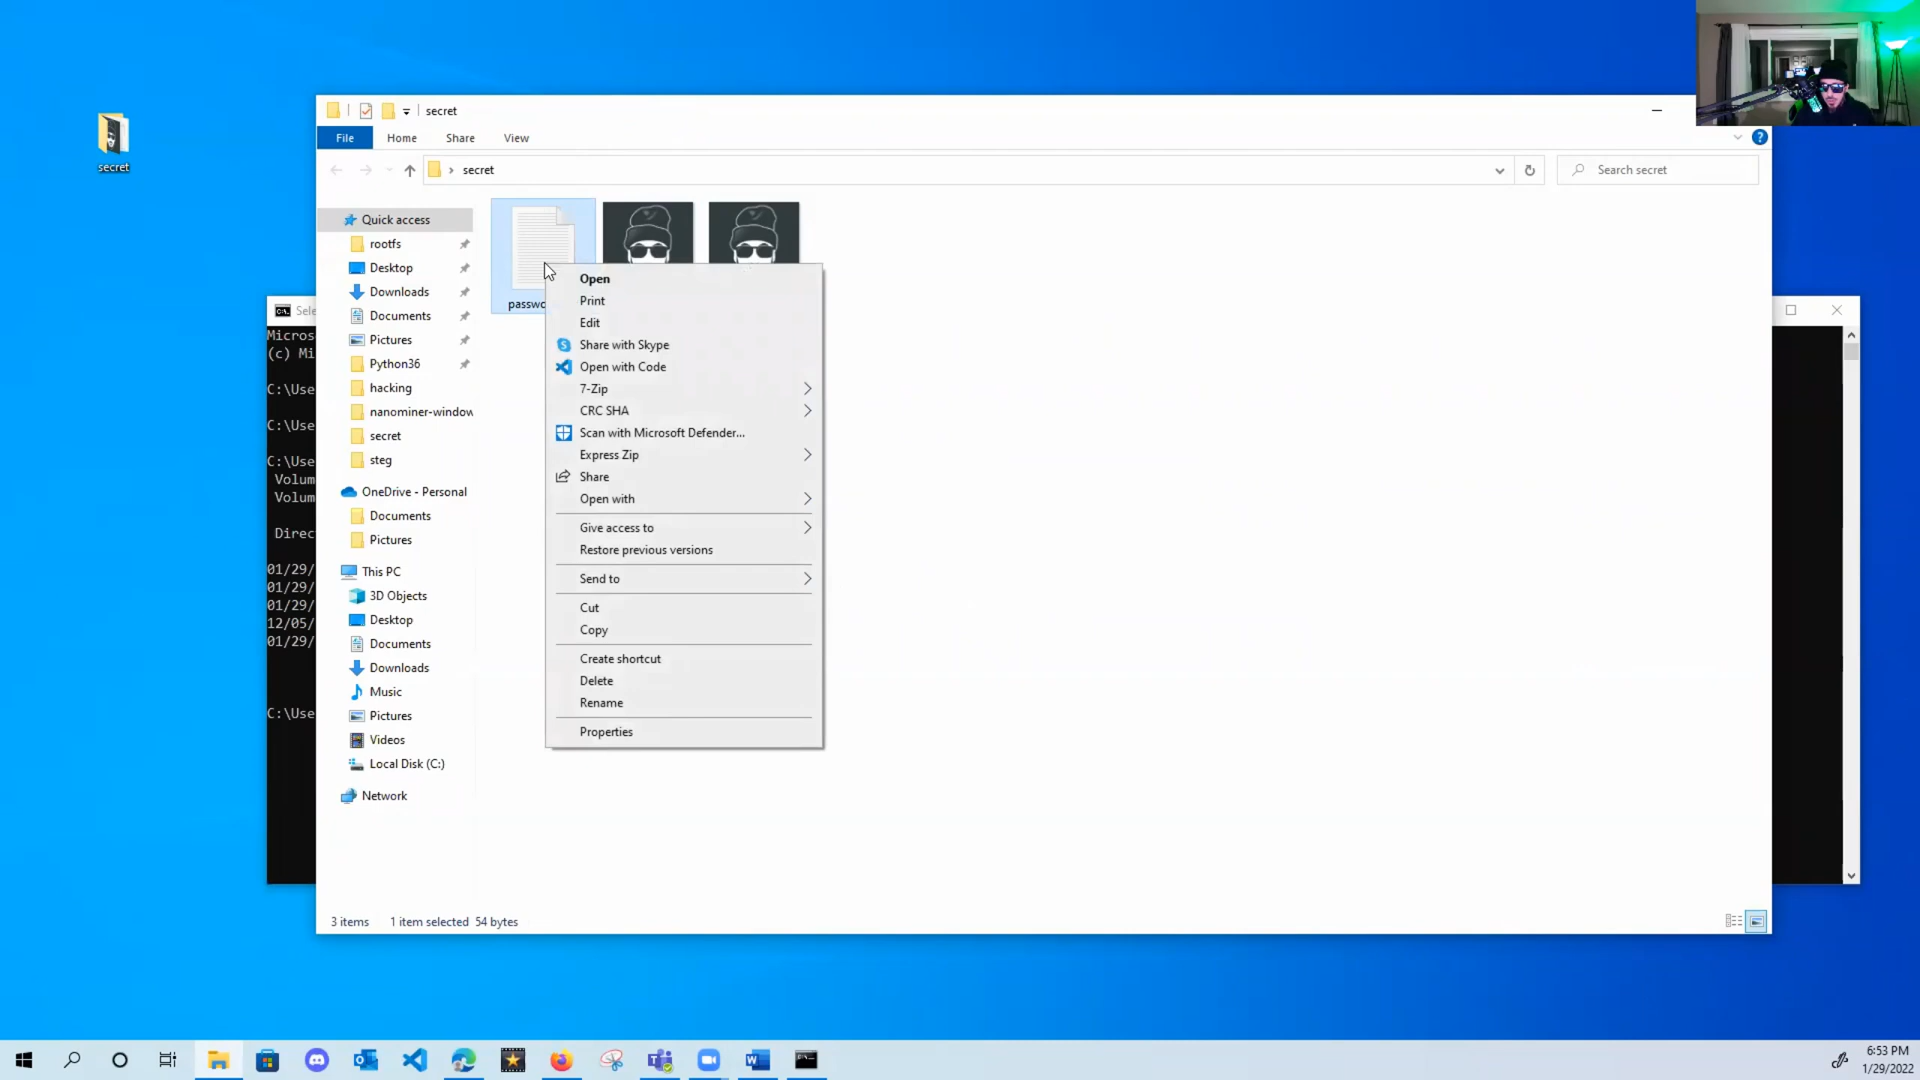 secret
secret
File
Home
Share
View
secret
Search secret
Quick access
rootfs
Desktop
Downloads
Documents
Pictures
Python36
hacking
nanominer-window
secret
steg
OneDrive - Personal
Documents
Pictures
This PC
3D Objects
Desktop
Documents
Downloads
Music
Pictures
Videos
Local Disk (C:)
Network
passwo
Open
Print
Edit
Share with Skype
Open with Code
7-Zip
CRC SHA
Scan with Microsoft Defender...
Express Zip
Share
Open with
Give access to
Restore previous versions
Send to
Cut
Copy
Create shortcut
Delete
Rename
Properties
3 items 1 item selected 54 bytes
Sele
Micros
(c) Mi
C:\Use
C:\Use
C:\Use
Volum
Volum
Direc
01/29/
01/29/
01/29/
12/05/
01/29/
C:\Use
6:53 PM
1/29/2022